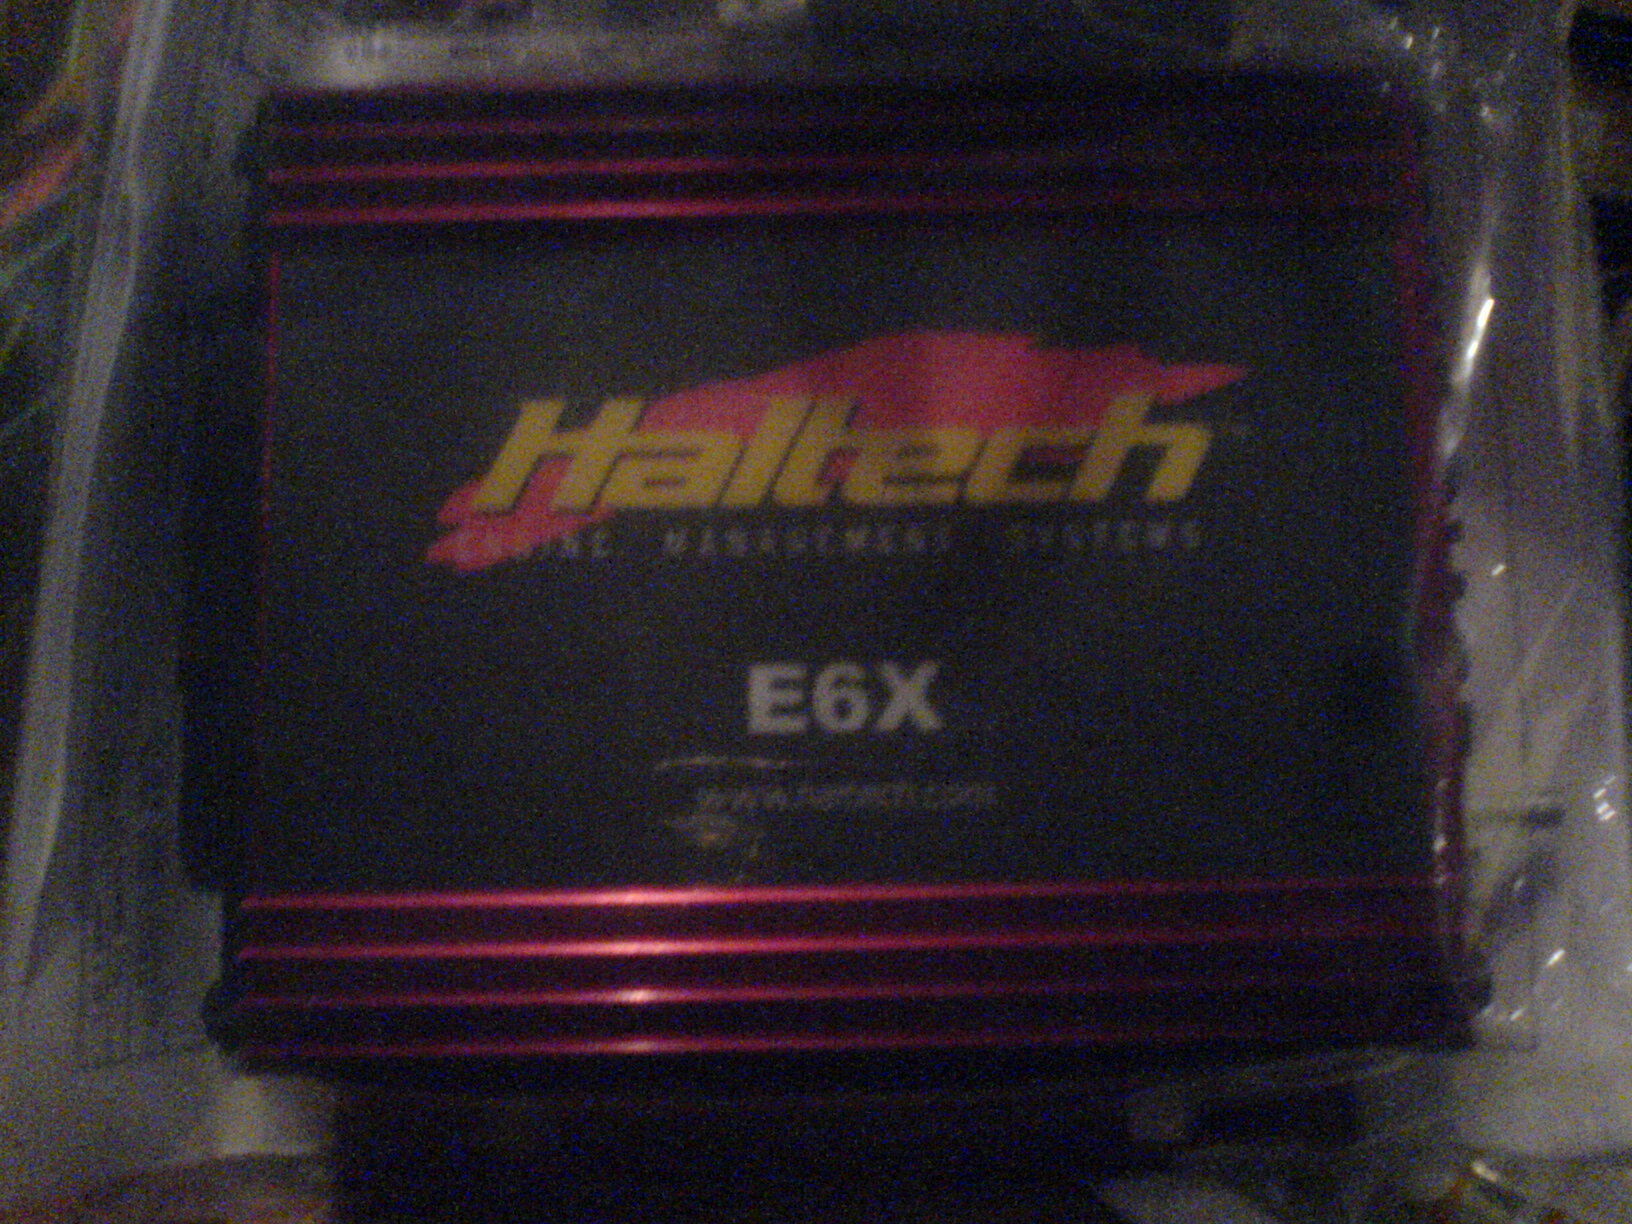 Haltech
ENGINE MANAGEMENT SYSTEMS
E6X
www.haltech.com